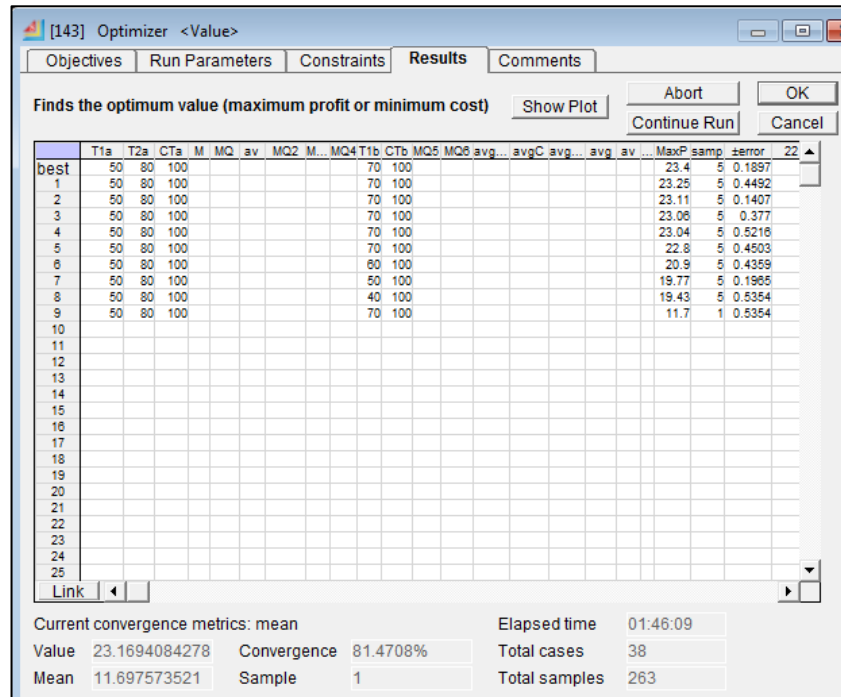 [143] Optimizer <Value>
Objectives Run Parameters Constraints Results Comments
Finds the optimum value (maximum profit or minimum cost) Show Plot Abort OK
Continue Run Cancel
T1a T2a CTa M MQ av MQ2 M... MQ4 T1b CTb MQ5 MQ6 avg... avgC avg... avg av ... MaxP samp ±error 22
best 50 80 100 70 100 23.4 5 0.1897
1 50 80 100 70 100 23.25 5 0.4492
2 50 80 100 70 100 23.11 5 0.1407
3 50 80 100 70 100 23.06 5 0.377
4 50 80 100 70 100 23.04 5 0.5216
5 50 80 100 70 100 22.8 5 0.4503
6 50 80 100 60 100 20.9 5 0.4359
7 50 80 100 50 100 19.77 5 0.1965
8 50 80 100 40 100 19.43 5 0.5354
9 50 80 100 70 100 11.7 1 0.5354
10
11
12
13
14
15
16
17
18
19
20
21
22
23
24
25
Link
Current convergence metrics: mean Elapsed time 01:46:09
Value 23.1694084278 Convergence 81.4708% Total cases 38
Mean 11.697573521 Sample 1 Total samples 263